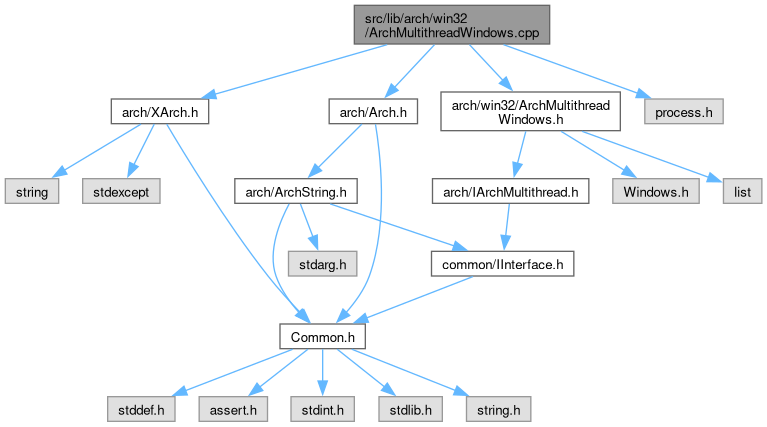 src/lib/arch/win32
/ArchMultithreadWindows.cpp
arch/XArch.h
arch/Arch.h
arch/win32/ArchMultithread
Windows.h
process.h
string
stdexcept
arch/ArchString.h
arch/IArchMultithread.h
Windows.h
list
stdarg.h
common/IInterface.h
Common.h
stddef.h
assert.h
stdint.h
stdlib.h
string.h